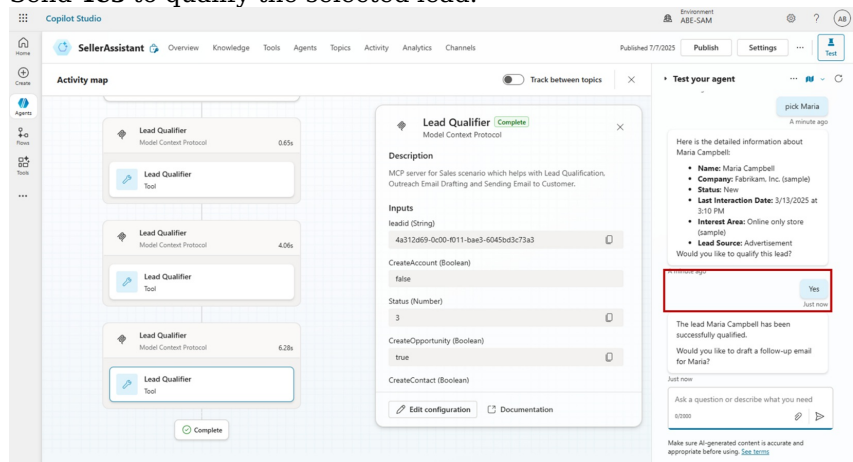 Send Yes to qualify the selected lead.
Copilot Studio
Environment
ABE-SAM
?
AB
Home
Create
Agents
Flows
Tools
SellerAssistant Overview Knowledge Tools Agents Topics Activity Analytics Channels
Published 7/7/2025 Publish Settings Test
Activity map
Track between topics
Lead Qualifier
Model Context Protocol 0.65s
Lead Qualifier
Tool
Lead Qualifier
Model Context Protocol 4.06s
Lead Qualifier
Tool
Lead Qualifier
Model Context Protocol 6.28s
Lead Qualifier
Tool
Complete
Lead Qualifier Complete
Model Context Protocol
Description
MCP server for Sales scenario which helps with Lead Qualification,
Outreach Email Drafting and Sending Email to Customer.
Inputs
leadid (String)
4a312d69-0c00-f011-bae3-6045bd3c73a3
CreateAccount (Boolean)
false
Status (Number)
3
CreateOpportunity (Boolean)
true
CreateContact (Boolean)
Edit configuration Documentation
Test your agent
pick Maria
A minute ago
Here is the detailed information about
Maria Campbell:
• Name: Maria Campbell
• Company: Fabrikam, Inc. (sample)
• Status: New
• Last Interaction Date: 3/13/2025 at
3:10 PM
• Interest Area: Online only store
(sample)
• Lead Source: Advertisement
Would you like to qualify this lead?
A minute ago
Yes
Just now
The lead Maria Campbell has been
successfully qualified.
Would you like to draft a follow-up email
for Maria?
Just now
Ask a question or describe what you need
0/2000
Make sure AI-generated content is accurate and
appropriate before using. See terms